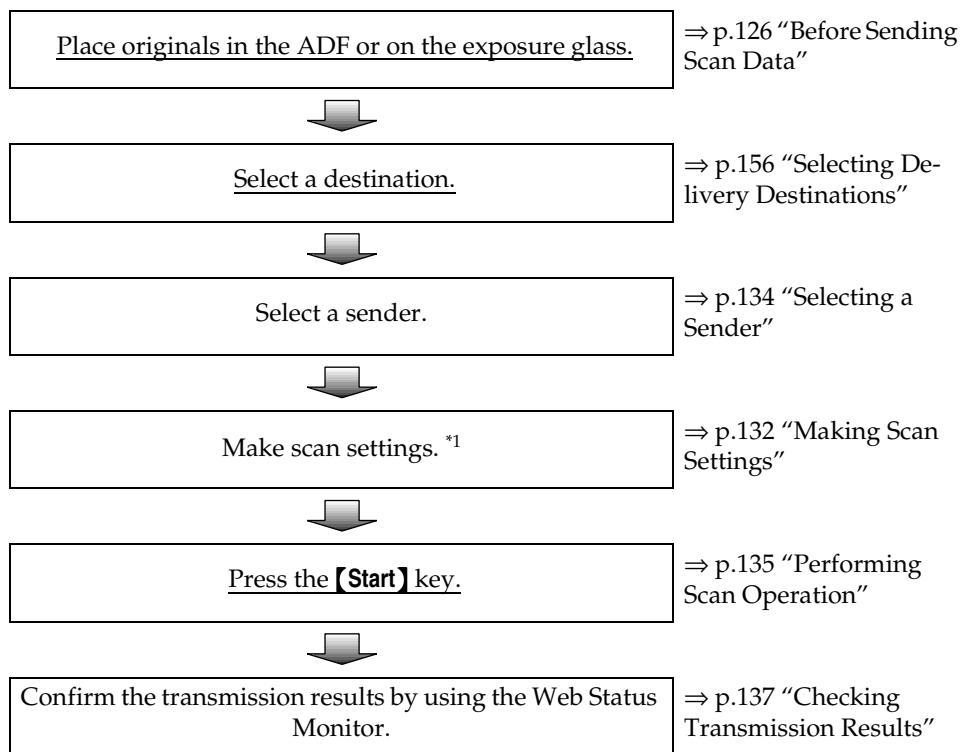 Place originals in the ADF or on the exposure glass.
⇒ p.126 “Before Sending
Scan Data”
Select a destination.
⇒ p.156 “Selecting De-
livery Destinations”
Select a sender.
⇒ p.134 “Selecting a
Sender”
Make scan settings. *1
⇒ p.132 “Making Scan
Settings”
Press the 【Start】 key.
⇒ p.135 “Performing
Scan Operation”
Confirm the transmission results by using the Web Status
Monitor.
⇒ p.137 “Checking
Transmission Results”